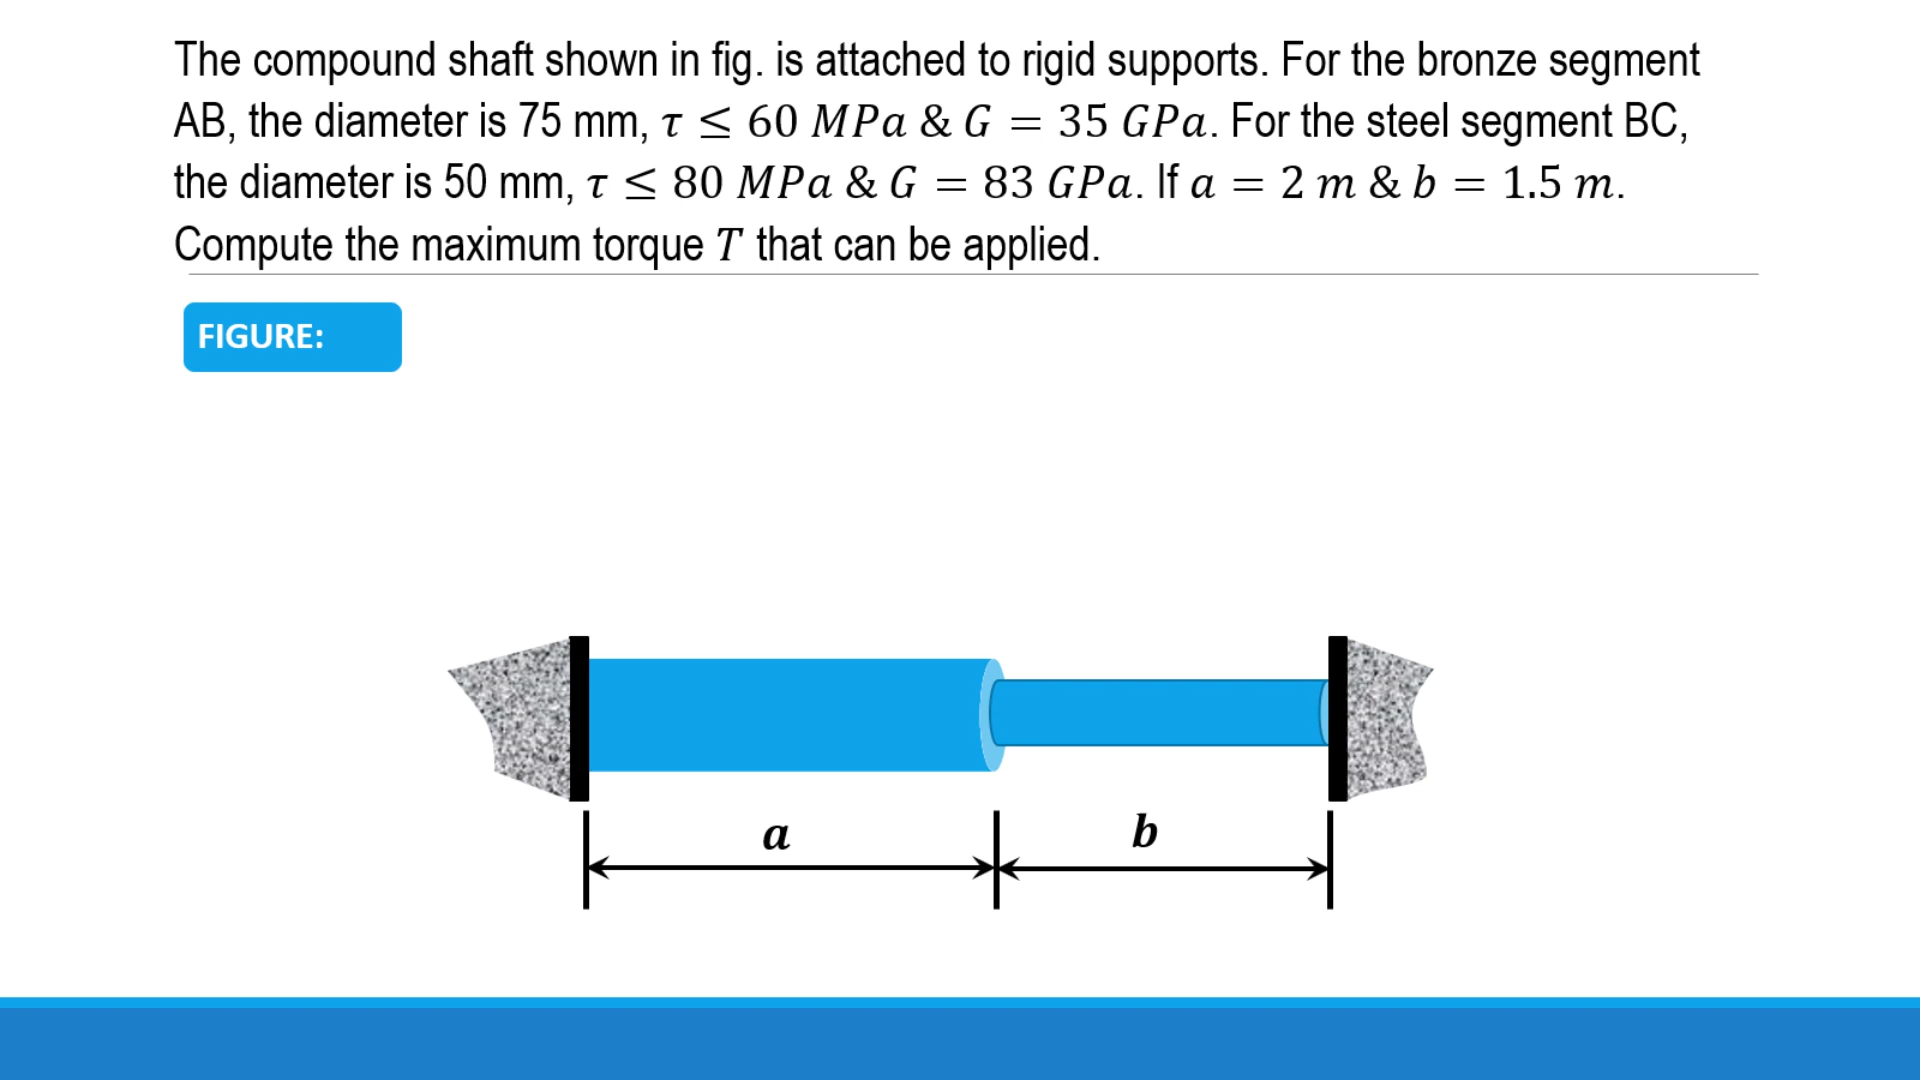 The compound shaft shown in fig. is attached to rigid supports. For the bronze segment
AB, the diameter is 75 mm, τ ≤ 60 MPa & G = 35 GPa. For the steel segment BC,
the diameter is 50 mm, τ ≤ 80 MPa & G = 83 GPa. If a = 2 m & b = 1.5 m.
Compute the maximum torque T that can be applied.
FIGURE:
a
b